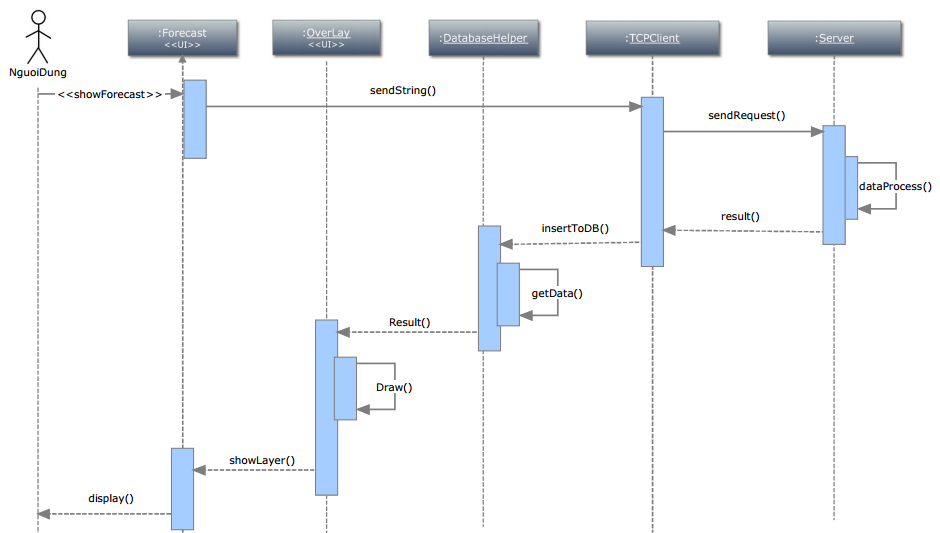 :Forecast
<<UI>>
:OverLay
<<UI>>
:DatabaseHelper
:TCPClient
:Server
NguoiDung
<<showForecast>>
sendString()
sendRequest()
dataProcess()
result()
insertToDB()
getData()
Result()
Draw()
showLayer()
display()